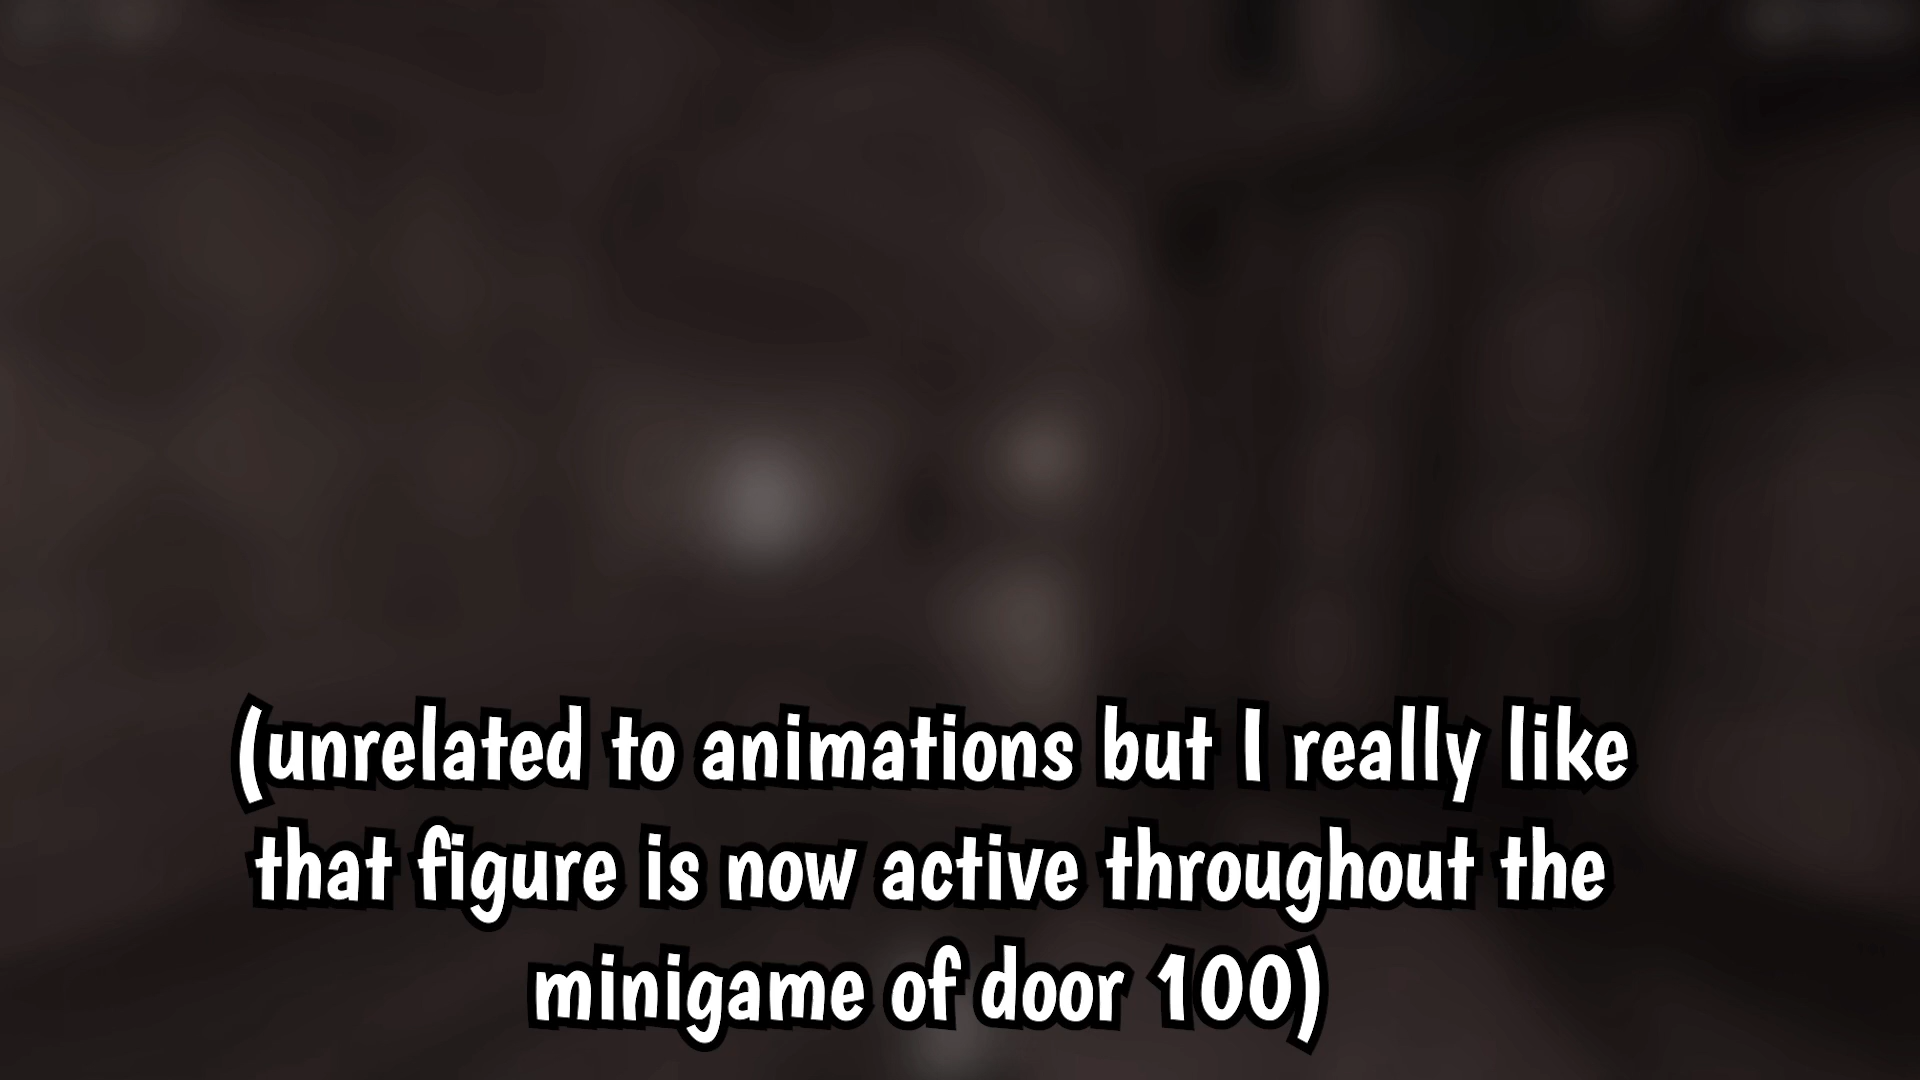 (unrelated to animations but I really like
that figure is now active throughout the
minigame of door 100)